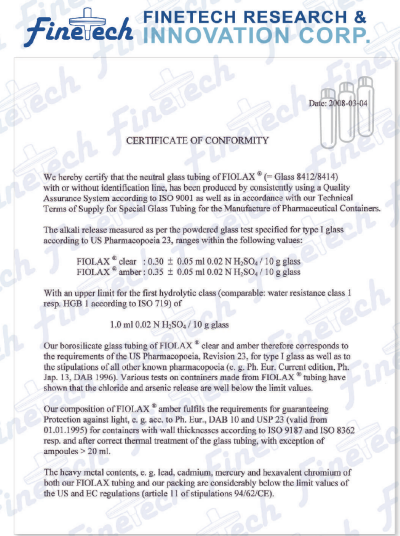 Finetech
FINETECH RESEARCH &
INNOVATION CORP.
Date: 2008-03-04
CERTIFICATE OF CONFORMITY
We hereby certify that the neutral glass tubing of FIOLAX ® (= Glass 8412/8414)
with or without identification line, has been produced by consistently using a Quality
Assurance System according to ISO 9001 as well as in accordance with our Technical
Terms of Supply for Special Glass Tubing for the Manufacture of Pharmaceutical Containers.
The alkali release measured as per the powdered glass test specified for type I glass
according to US Pharmacopoeia 23, ranges within the following values:
FIOLAX ® clear : 0.30 ± 0.05 ml 0.02 N H₂SO₄ / 10 g glass
FIOLAX ® amber : 0.35 ± 0.05 ml 0.02 N H₂SO₄ / 10 g glass
With an upper limit for the first hydrolytic class (comparable: water resistance class 1
resp. HGB 1 according to ISO 719) of
1.0 ml 0.02 N H₂SO₄ / 10 g glass
Our borosilicate glass tubing of FIOLAX ® clear and amber therefore corresponds to
the requirements of the US Pharmacopoeia, Revision 23, for type I glass as well as to
the stipulations of all other known pharmacopoeia (e. g. Ph. Eur. Current edition, Ph.
Jap. 13, DAB 1996). Various tests on containers made from FIOLAX ® tubing have
shown that the chloride and arsenic release are well below the limit values.
Our composition of FIOLAX ® amber fulfils the requirements for guaranteeing
Protection against light, e. g. acc. to Ph. Eur., DAB 10 and USP 23 (valid from
01.01.1995) for containers with wall thicknesses according to ISO 9187 and ISO 8362
resp. and after correct thermal treatment of the glass tubing, with exception of
ampoules > 20 ml.
The heavy metal contents, e. g. lead, cadmium, mercury and hexavalent chromium of
both our FIOLAX tubing and our packing are considerably below the limit values of
the US and EC regulations (article 11 of stipulations 94/62/CE).